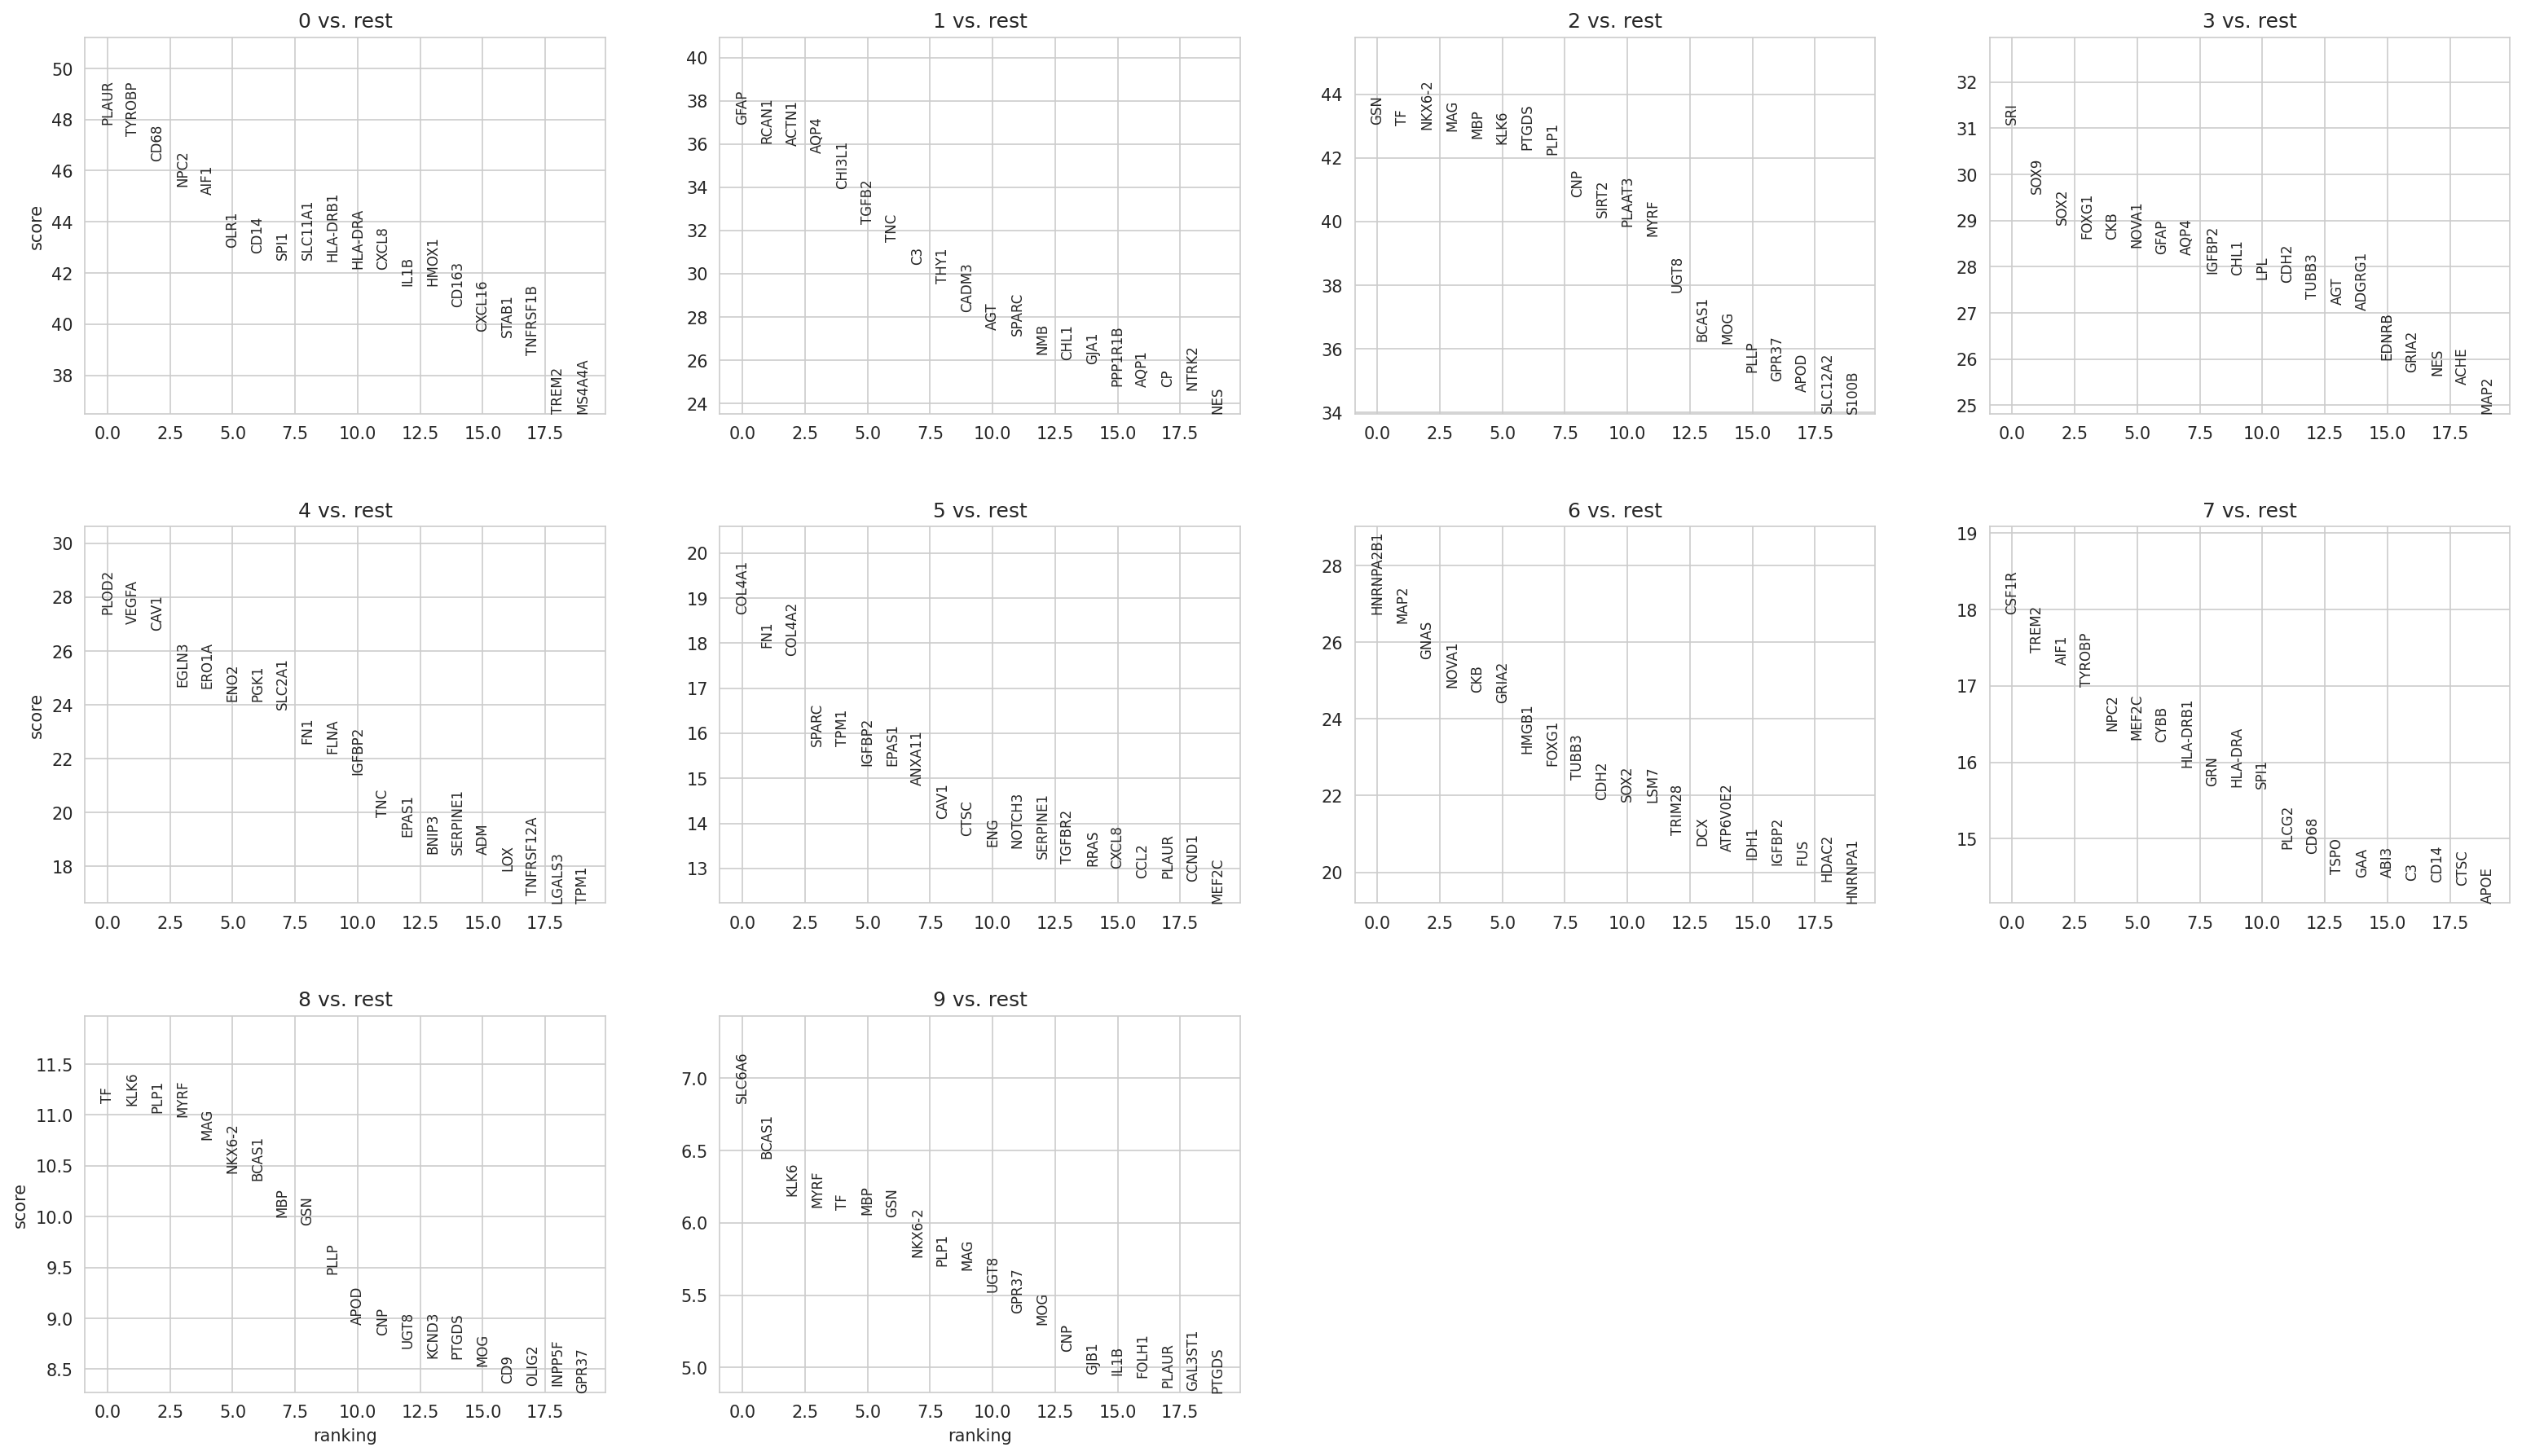 0 vs. rest
score
50
48
46
44
42
40
38
PLAUR
TYROBP
CD68
NPC2
AIF1
OLR1
CD14
SPI1
SLC11A1
HLA-DRB1
HLA-DRA
CXCL8
IL1B
HMOX1
CD163
CXCL16
STAB1
TNFRSF1B
TREM2
MS4A4A
0.0 2.5 5.0 7.5 10.0 12.5 15.0 17.5
1 vs. rest
40
38
36
34
32
30
28
26
24
GFAP
RCAN1
ACTN1
AQP4
CHI3L1
TGFB2
TNC
C3
THY1
CADM3
AGT
SPARC
NMB
CHL1
GJA1
PPP1R1B
AQP1
CP
NTRK2
NES
0.0 2.5 5.0 7.5 10.0 12.5 15.0 17.5
2 vs. rest
44
42
40
38
36
34
GSN
TF
NKX6-2
MAG
MBP
KLK6
PTGDS
PLP1
CNP
SIRT2
PLAAT3
MYRF
UGT8
BCAS1
MOG
PLLP
GPR37
APOD
SLC12A2
S100B
0.0 2.5 5.0 7.5 10.0 12.5 15.0 17.5
3 vs. rest
32
31
30
29
28
27
26
25
SRI
SOX9
SOX2
FOXG1
CKB
NOVA1
GFAP
AQP4
IGFBP2
CHL1
LPL
CDH2
TUBB3
AGT
ADGRG1
EDNRB
GRIA2
NES
ACHE
MAP2
0.0 2.5 5.0 7.5 10.0 12.5 15.0 17.5
4 vs. rest
score
30
28
26
24
22
20
18
PLOD2
VEGFA
CAV1
EGLN3
ERO1A
ENO2
PGK1
SLC2A1
FN1
FLNA
IGFBP2
TNC
EPAS1
BNIP3
SERPINE1
ADM
LOX
TNFRSF12A
LGALS3
TPM1
0.0 2.5 5.0 7.5 10.0 12.5 15.0 17.5
5 vs. rest
20
19
18
17
16
15
14
13
COL4A1
FN1
COL4A2
SPARC
TPM1
IGFBP2
EPAS1
ANXA11
CAV1
CTSC
ENG
NOTCH3
SERPINE1
TGFBR2
RRAS
CXCL8
CCL2
PLAUR
CCND1
MEF2C
0.0 2.5 5.0 7.5 10.0 12.5 15.0 17.5
6 vs. rest
28
26
24
22
20
HNRNPA2B1
MAP2
GNAS
NOVA1
CKB
GRIA2
HMGB1
FOXG1
TUBB3
CDH2
SOX2
LSM7
TRIM28
DCX
ATP6V0E2
IDH1
IGFBP2
FUS
HDAC2
HNRNPA1
0.0 2.5 5.0 7.5 10.0 12.5 15.0 17.5
7 vs. rest
19
18
17
16
15
CSF1R
TREM2
AIF1
TYROBP
NPC2
MEF2C
CYBB
HLA-DRB1
GRN
HLA-DRA
SPI1
PLCG2
CD68
TSPO
GAA
ABI3
C3
CD14
CTSC
APOE
0.0 2.5 5.0 7.5 10.0 12.5 15.0 17.5
8 vs. rest
score
11.5
11.0
10.5
10.0
9.5
9.0
8.5
TF
KLK6
PLP1
MYRF
MAG
NKX6-2
BCAS1
MBP
GSN
PLLP
APOD
CNP
UGT8
KCND3
PTGDS
MOG
CD9
OLIG2
INPP5F
GPR37
0.0 2.5 5.0 7.5 10.0 12.5 15.0 17.5
ranking
9 vs. rest
7.0
6.5
6.0
5.5
5.0
SLC6A6
BCAS1
KLK6
MYRF
TF
MBP
GSN
NKX6-2
PLP1
MAG
UGT8
GPR37
MOG
CNP
GJB1
IL1B
FOLH1
PLAUR
GAL3ST1
PTGDS
0.0 2.5 5.0 7.5 10.0 12.5 15.0 17.5
ranking